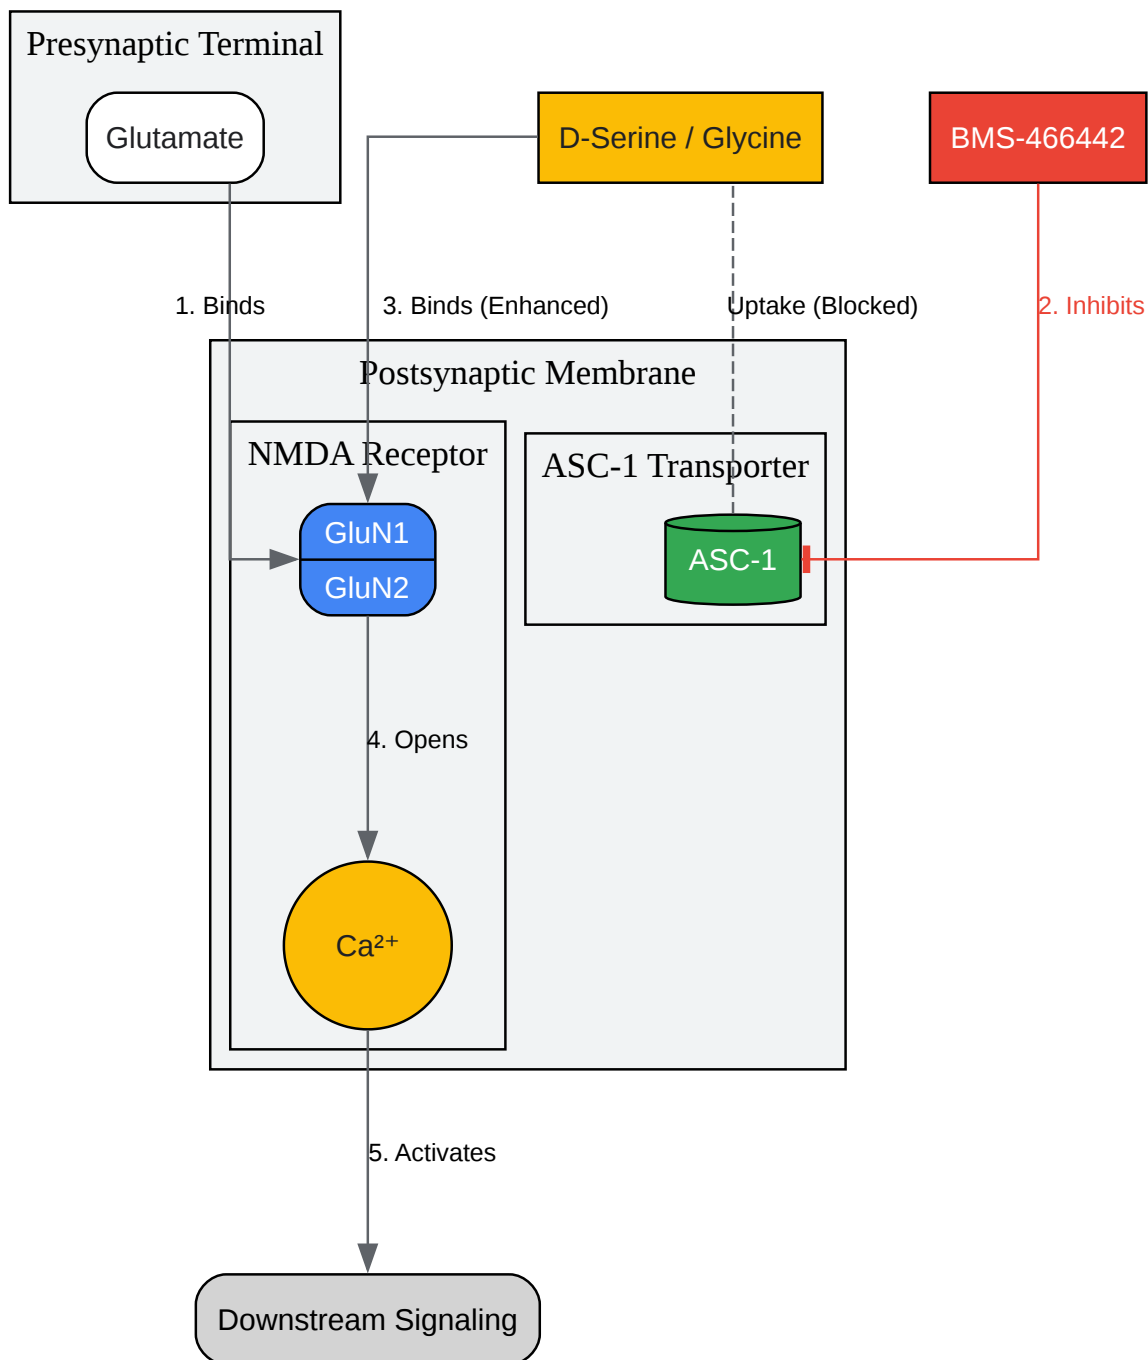 Presynaptic Terminal
Glutamate
D-Serine / Glycine
BMS-466442
1. Binds
3. Binds (Enhanced)
Uptake (Blocked)
2. Inhibits
Postsynaptic Membrane
NMDA Receptor
ASC-1 Transporter
GluN1
GluN2
ASC-1
4. Opens
Ca²⁺
5. Activates
Downstream Signaling